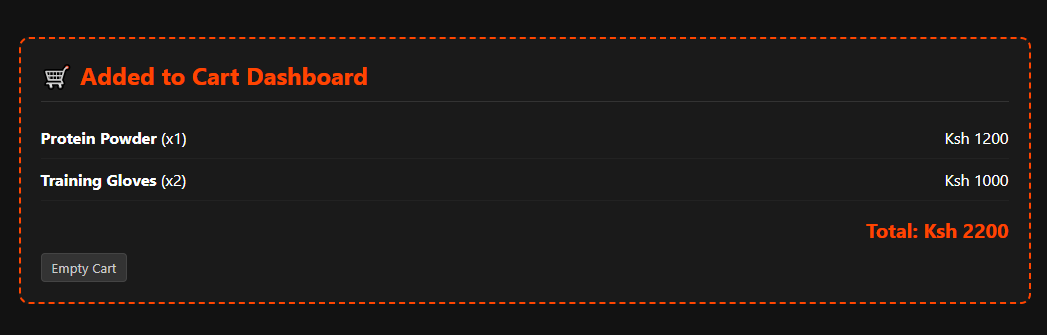 Added to Cart Dashboard
Protein Powder (x1) Ksh 1200
Training Gloves (x2) Ksh 1000
Total: Ksh 2200
Empty Cart